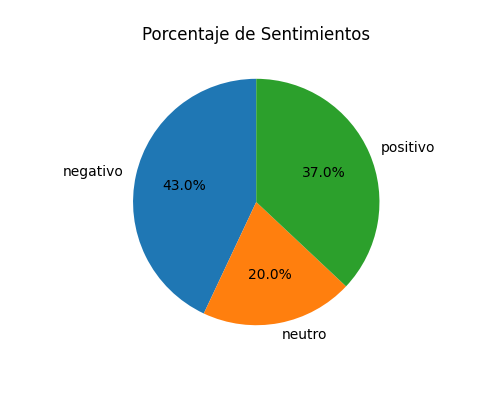 Porcentaje de Sentimientos
positivo
37.0%
negativo
43.0%
20.0%
neutro